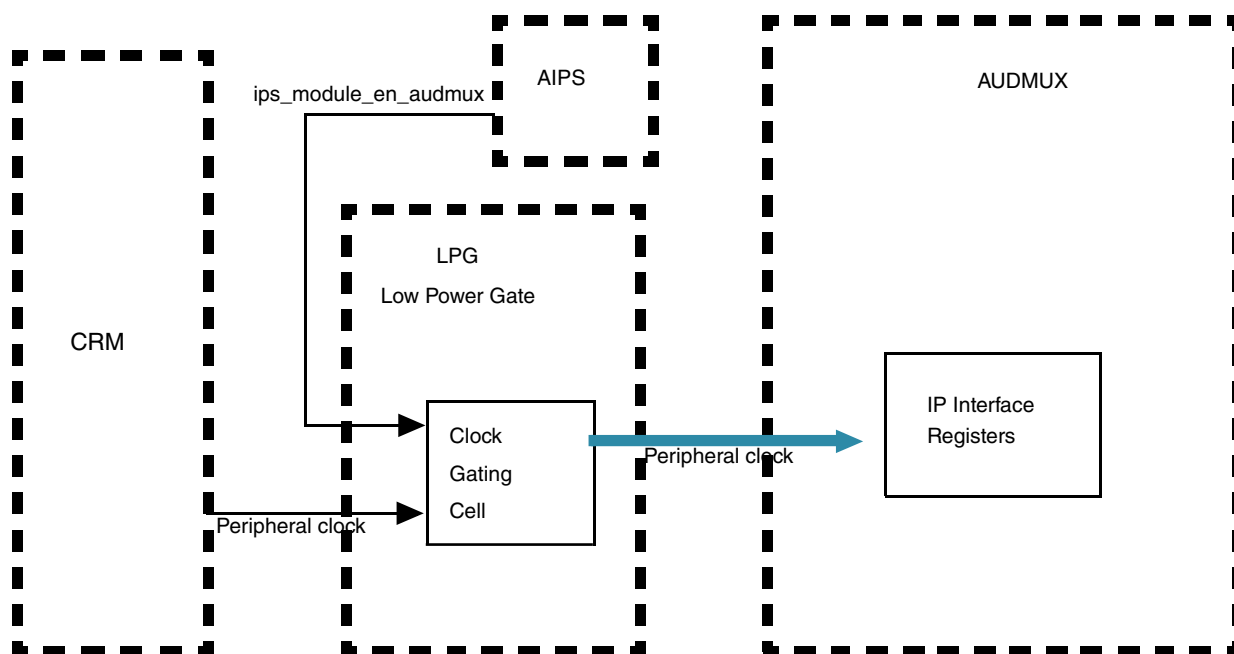 AIPS
AUDMUX
ips_module_en_audmux
LPG
Low Power Gate
CRM
IP Interface
Registers
Clock
Gating
Cell
Peripheral clock
Peripheral clock